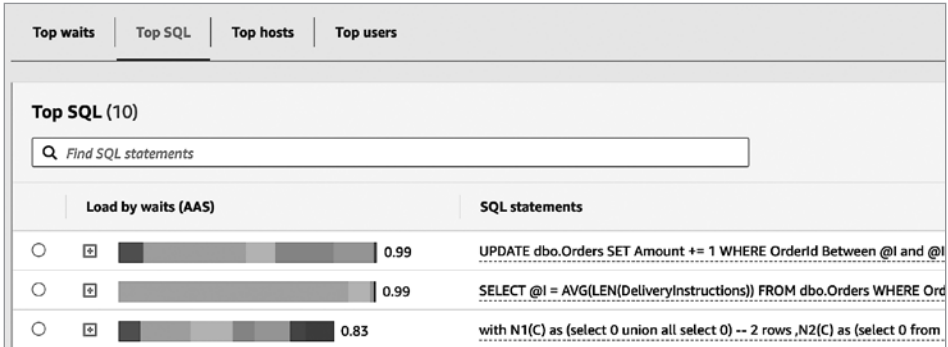 Top waits Top SQL Top hosts Top users
Top SQL (10)
Find SQL statements
Load by waits (AAS) SQL statements
0.99 UPDATE dbo.Orders SET Amount += 1 WHERE OrderId Between @I and @I
0.99 SELECT @I = AVG(LEN(DeliveryInstructions)) FROM dbo.Orders WHERE Ord
0.83 with N1(C) as (select 0 union all select 0) -- 2 rows ,N2(C) as (select 0 from